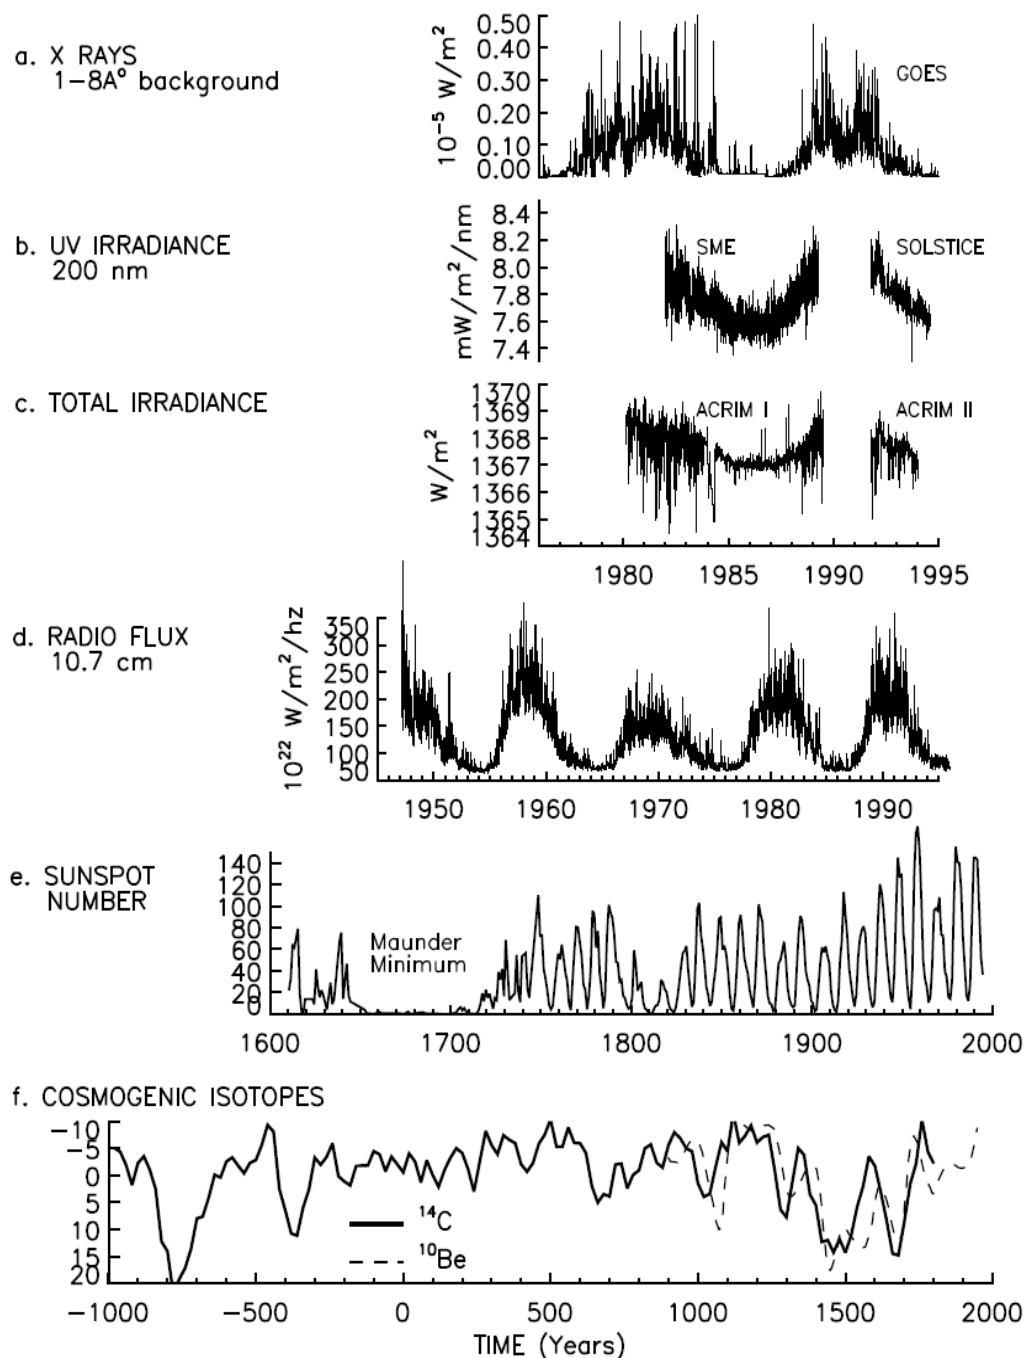 a. X RAYS
1-8A° background
10⁻⁵ W/m²
0.50
0.40
0.30
0.20
0.10
0.00
GOES
b. UV IRRADIANCE
200 nm
mW/m²/nm
8.4
8.2
8.0
7.8
7.6
7.4
SME
SOLSTICE
c. TOTAL IRRADIANCE
W/m²
1370
1369
1368
1367
1366
1365
1364
ACRIM I
ACRIM II
1980 1985 1990 1995
d. RADIO FLUX
10.7 cm
10²² W/m²/hz
350
300
250
200
150
100
50
1950 1960 1970 1980 1990
e. SUNSPOT
NUMBER
140
120
100
80
60
40
20
0
Maunder
Minimum
1600 1700 1800 1900 2000
f. COSMOGENIC ISOTOPES
-10
-5
0
5
10
15
20
¹⁴C
¹⁰Be
-1000 -500 0 500 1000 1500 2000
TIME (Years)